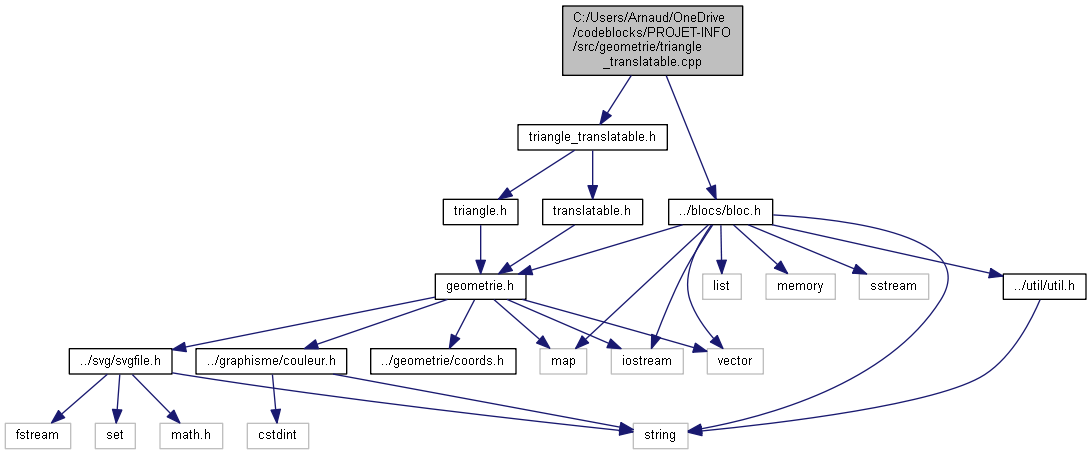 C:/Users/Arnaud/OneDrive
/codeblocks/PROJET-INFO
/src/geometrie/triangle
_translatable.cpp
triangle_translatable.h
triangle.h
translatable.h
../blocs/bloc.h
geometrie.h
list
memory
sstream
../util/util.h
../svg/svgfile.h
../graphisme/couleur.h
../geometrie/coords.h
map
iostream
vector
fstream
set
math.h
cstdint
string